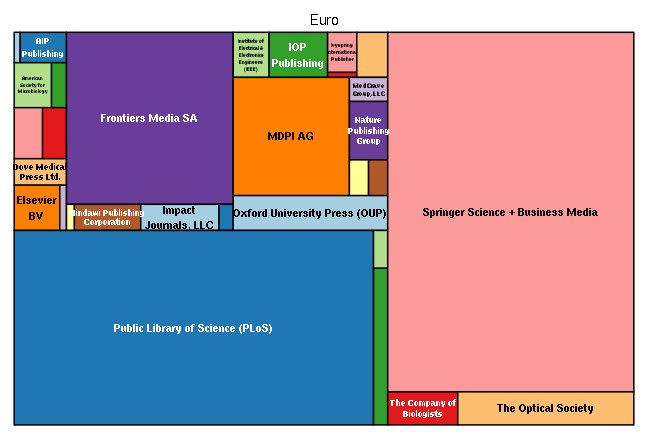 Euro
AIP
Publishing
American
Society for
Microbiology
Dove Medical
Press Ltd.
Elsevier
BV
Frontiers Media SA
Hindawi Publishing
Corporation
Impact
Journals, LLC
Institute of
Electrical &
Electronics
Engineers
(IEEE)
IOP
Publishing
Ivyspring
International
Publisher
MDPI AG
MedCrave
Group, LLC
Nature
Publishing
Group
Oxford University Press (OUP)
Public Library of Science (PLoS)
Springer Science + Business Media
The Company of
Biologists
The Optical Society